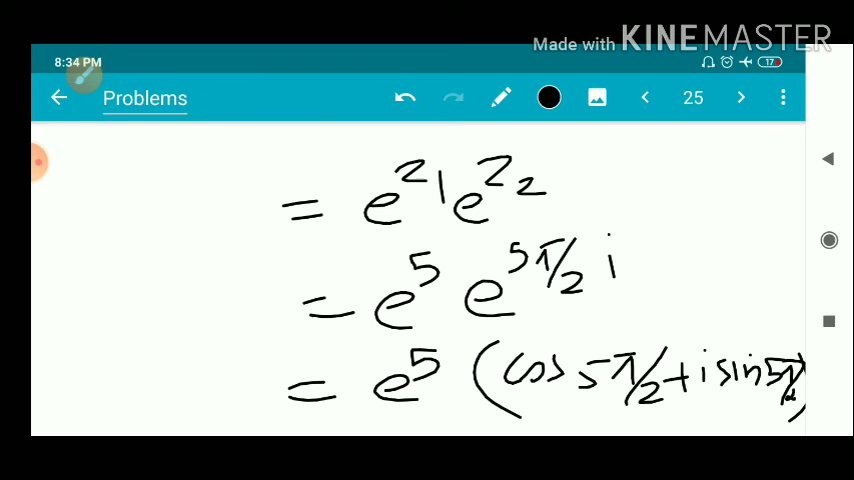 Made with KINEMASTER
8:34 PM 17
Problems 25
= e^z1 e^z2
= e^5 e^5π/2 i
= e^5 (cos 5π/2 + i sin 5π/2)